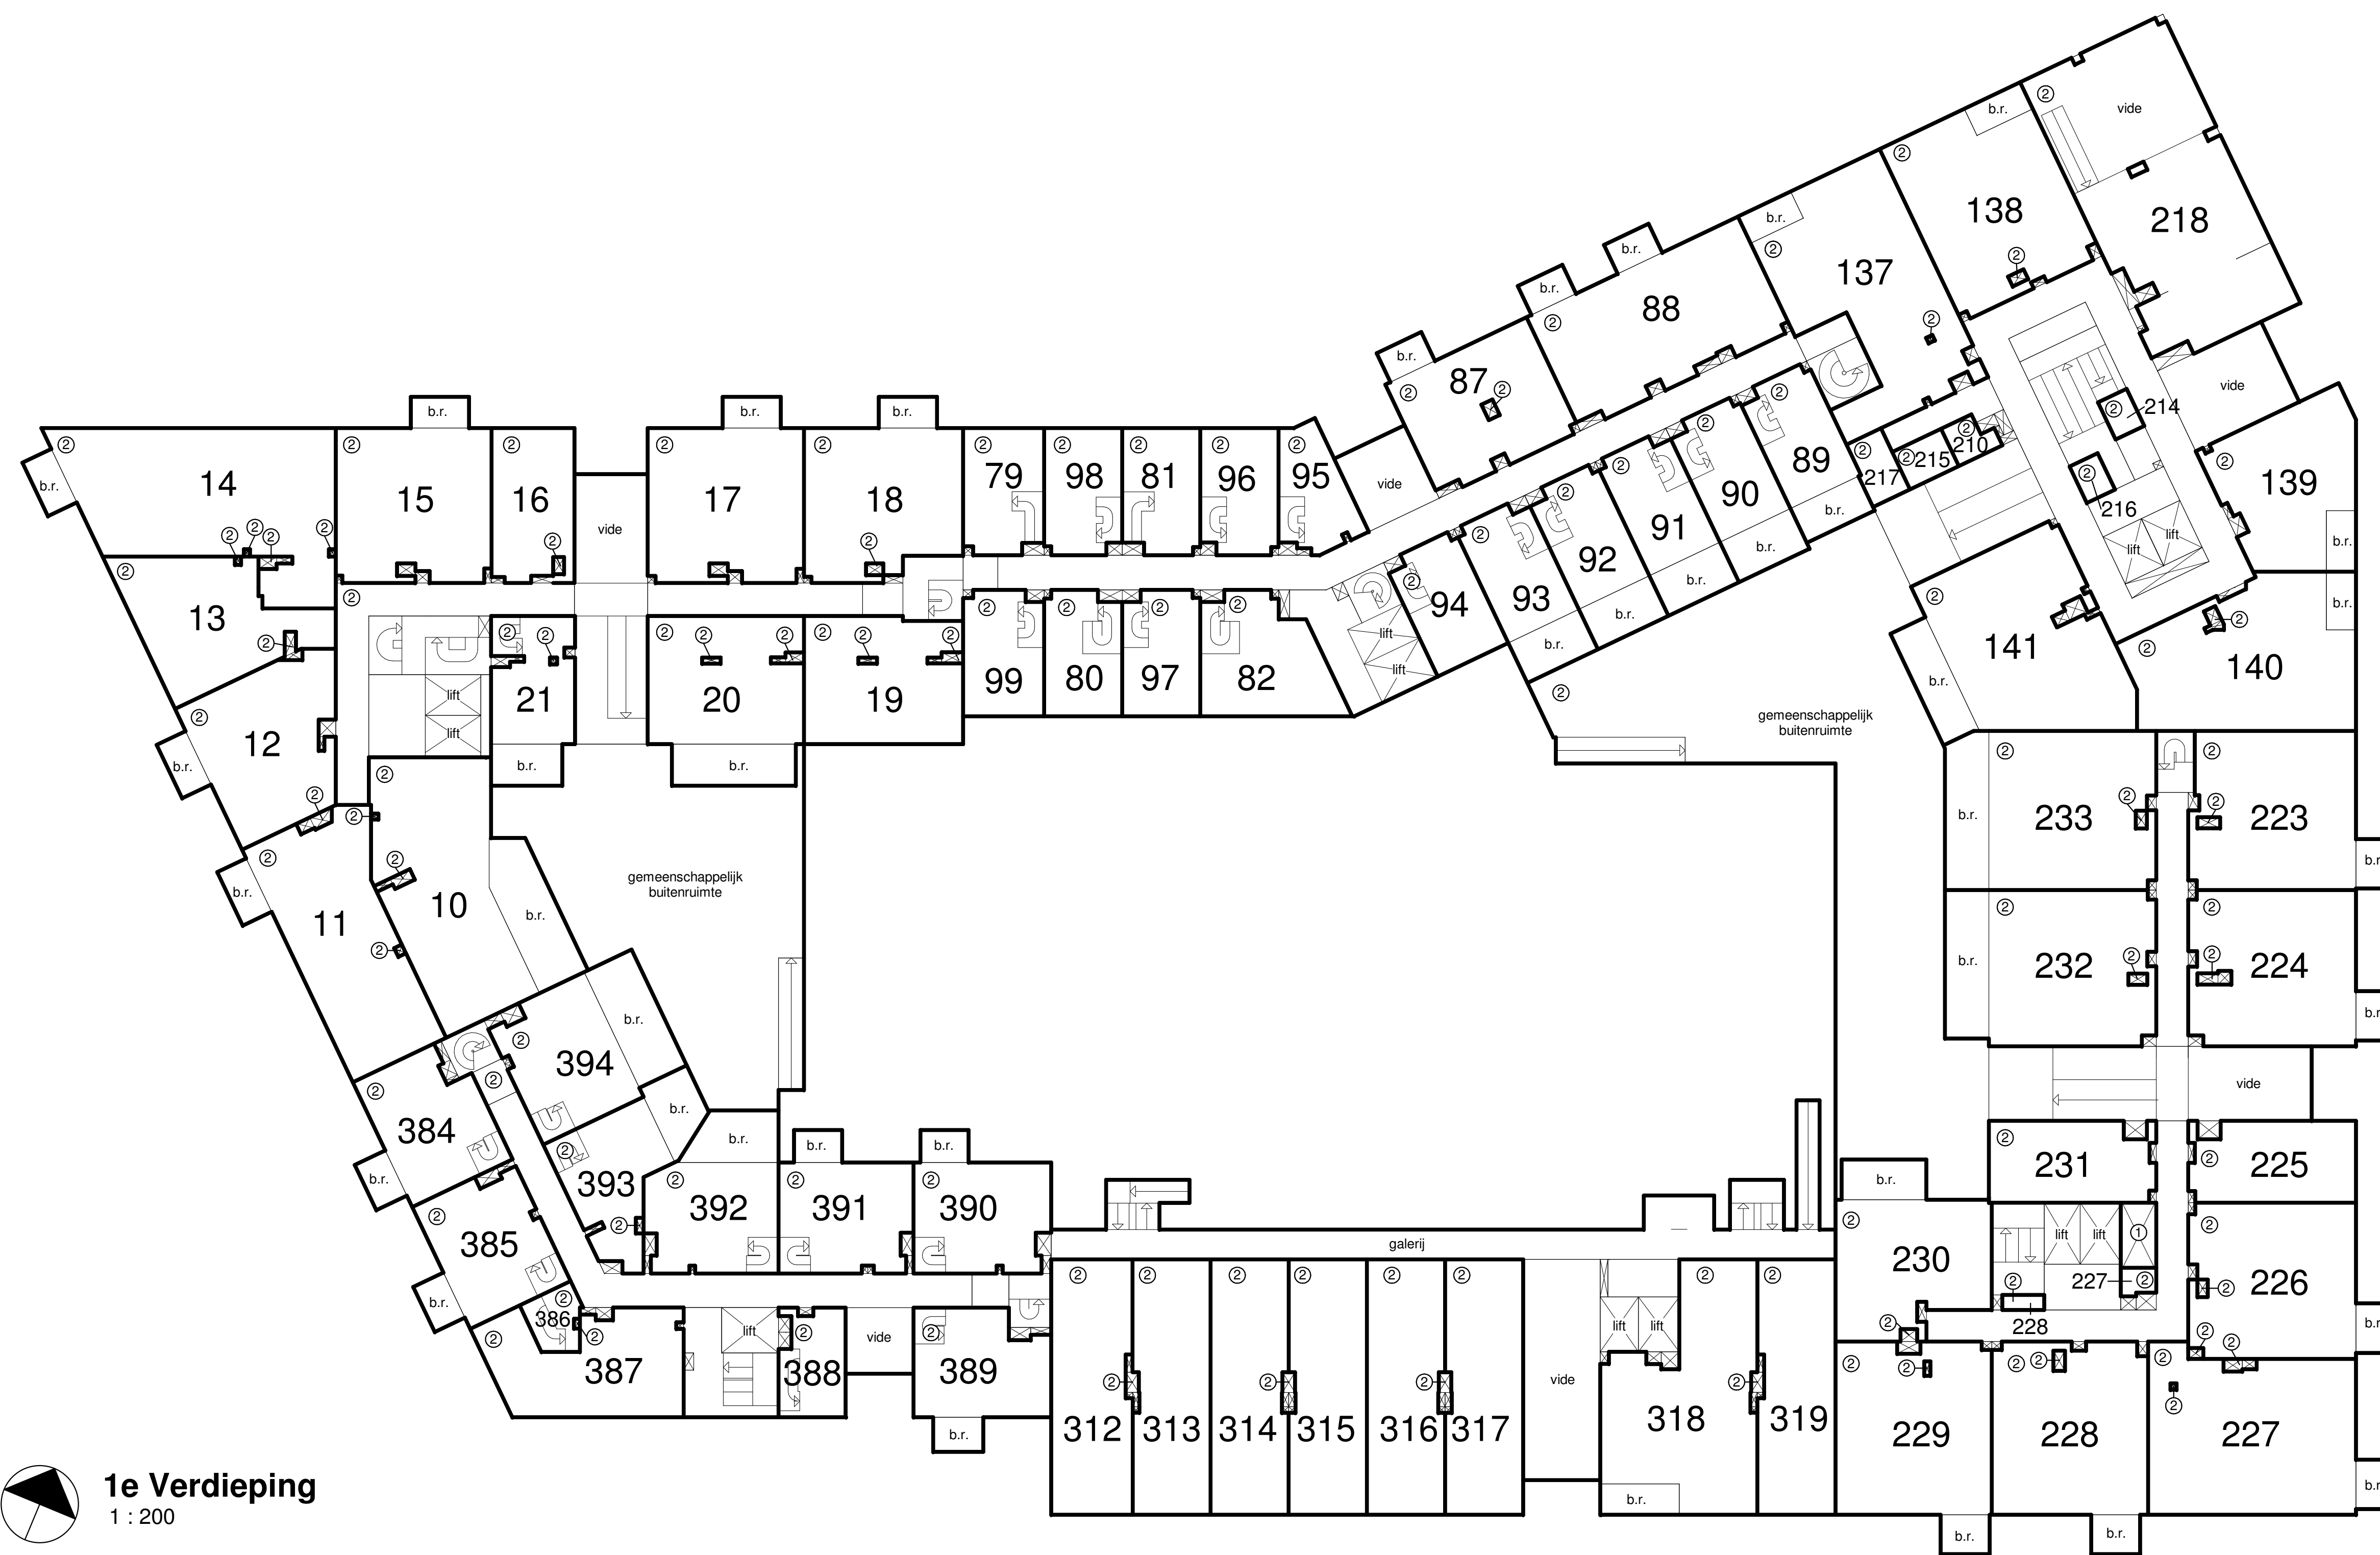 b.r.
vide
138
218
b.r.
137
b.r.
88
b.r.
87
b.r.
vide
214
210
215
217
216
lift
lift
139
b.r.
b.r.
89
b.r.
90
b.r.
91
b.r.
92
b.r.
93
b.r.
94
lift
lift
vide
b.r.
b.r.
b.r.
14
b.r.
15
16
vide
17
18
79
98
81
96
95
13
12
b.r.
lift
lift
21
b.r.
20
b.r.
19
99
80
97
82
141
b.r.
140
gemeenschappelijk
buitenruimte
gemeenschappelijk
buitenruimte
b.r.
11
10
b.r.
b.r.
233
223
b.r.
b.r.
232
224
b.r.
vide
394
b.r.
384
b.r.
b.r.
393
b.r.
392
b.r.
391
b.r.
390
385
b.r.
386
387
lift
388
vide
389
b.r.
galerij
312
313
314
315
316
317
vide
lift
lift
318
b.r.
319
231
225
b.r.
230
lift
lift
1
227
2
228
226
b.r.
229
228
227
b.r.
b.r.
b.r.
1e Verdieping
1 : 200